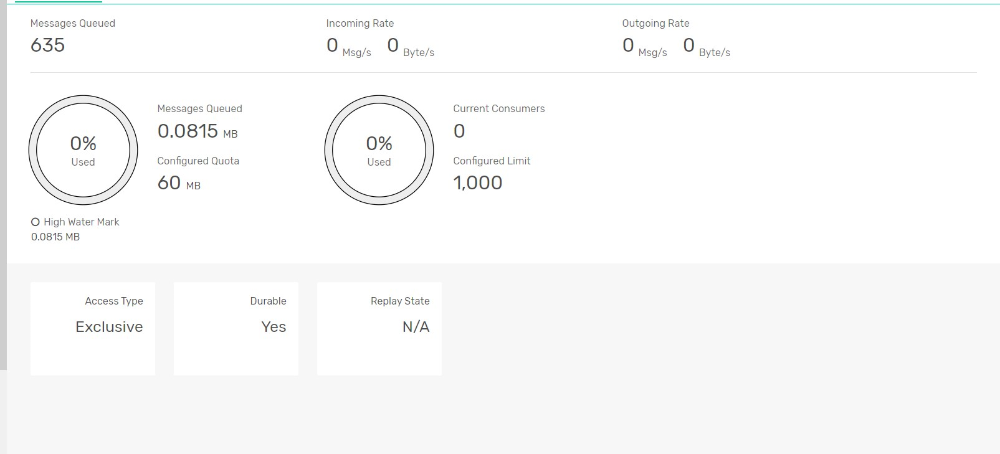 Messages Queued
635
Incoming Rate
0 Msg/s 0 Byte/s
Outgoing Rate
0 Msg/s 0 Byte/s
0%
Used
Messages Queued
0.0815 MB
Configured Quota
60 MB
High Water Mark
0.0815 MB
0%
Used
Current Consumers
0
Configured Limit
1,000
Access Type
Exclusive
Durable
Yes
Replay State
N/A